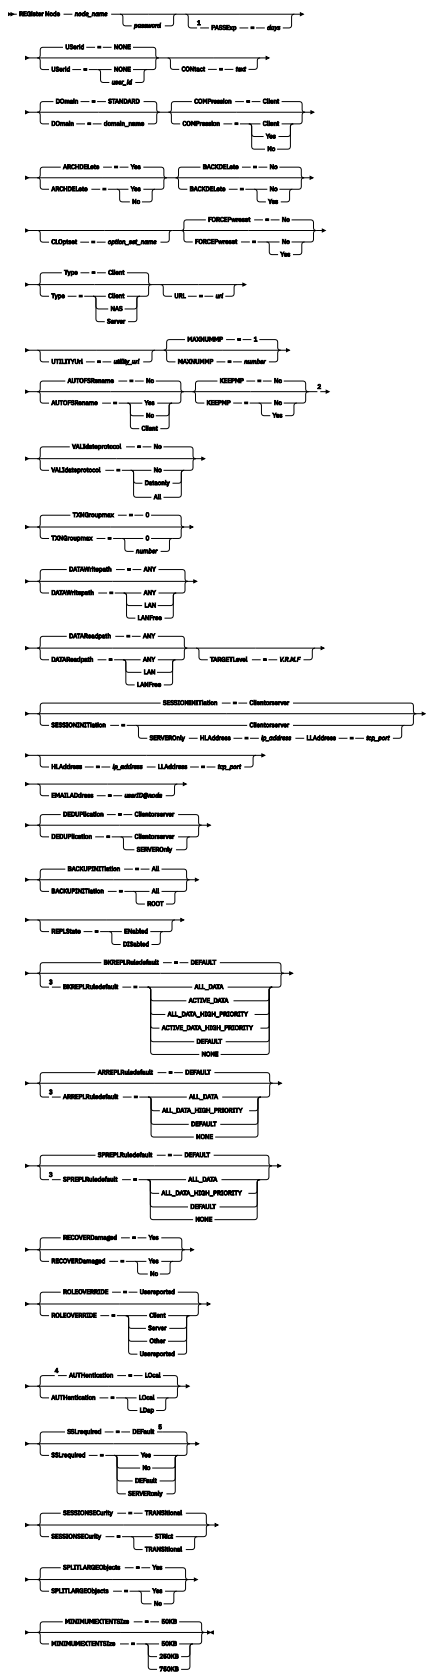 REGister Node — node_name
password
1
PASSExp = days
USerid = NONE
USerid = NONE
user_id
CONtact = text
DOmain = STANDARD
DOmain = domain_name
COMPression = Client
COMPression = Client
Yes
No
ARCHDELete = Yes
ARCHDELete = Yes
No
BACKDELete = No
BACKDELete = No
Yes
CLOptset = option_set_name
FORCEPwreset = No
FORCEPwreset = No
Yes
Type = Client
Type = Client
NAS
Server
URL = url
UTILITYUrl = utility_url
MAXNUMMP = 1
MAXNUMMP = number
AUTOFSRename = No
AUTOFSRename = Yes
No
Client
KEEPMP = No
KEEPMP = No
Yes
2
VALIdateprotocol = No
VALIdateprotocol = No
Dataonly
All
TXNGroupmax = 0
TXNGroupmax = 0
number
DATAWritepath = ANY
DATAWritepath = ANY
LAN
LANFree
DATAReadpath = ANY
DATAReadpath = ANY
LAN
LANFree
TARGETLevel = V.R.M.F
SESSIONINITiation = Clientorserver
SESSIONINITiation = Clientorserver
SERVEROnly HLAddress = ip_address LLAddress = tcp_port
HLAddress = ip_address LLAddress = tcp_port
EMAILADdress = userID@node
DEDUPlication = Clientorserver
DEDUPlication = Clientorserver
SERVEROnly
BACKUPINITiation = All
BACKUPINITiation = All
ROOT
REPLState = ENabled
DISabled
BKREPLRuledefault = DEFAULT
3 BKREPLRuledefault = ALL_DATA
ACTIVE_DATA
ALL_DATA_HIGH_PRIORITY
ACTIVE_DATA_HIGH_PRIORITY
DEFAULT
NONE
ARREPLRuledefault = DEFAULT
3 ARREPLRuledefault = ALL_DATA
ALL_DATA_HIGH_PRIORITY
DEFAULT
NONE
SPREPLRuledefault = DEFAULT
3 SPREPLRuledefault = ALL_DATA
ALL_DATA_HIGH_PRIORITY
DEFAULT
NONE
RECOVERDamaged = Yes
RECOVERDamaged = Yes
No
ROLEOVERRIDE = Usereported
ROLEOVERRIDE = Client
Server
Other
Usereported
4 AUTHentication = LOcal
AUTHentication = LOcal
LDap
SSLrequired = DEFault 5
SSLrequired = Yes
No
DEFault
SERVERonly
SESSIONSECurity = TRANSitional
SESSIONSECurity = STRict
TRANSitional
SPLITLARGEObjects = Yes
SPLITLARGEObjects = Yes
No
MINIMUMEXTENTSIze = 50KB
MINIMUMEXTENTSIze = 50KB
250KB
750KB